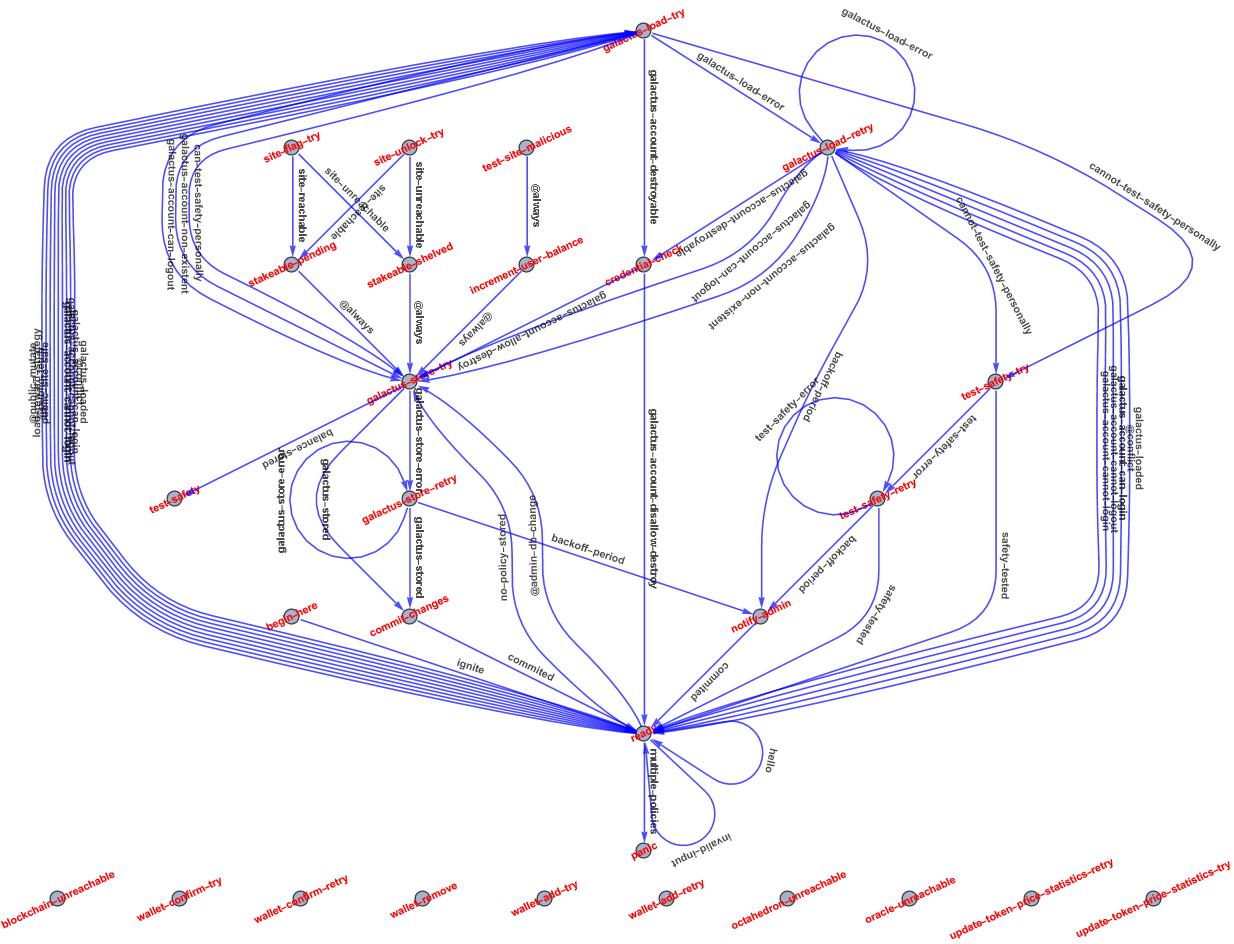 galactus-load-try
galactus-load-error
galactus-load-error
galactus-account-destroyable
site-flag-try
site-unlock-try
test-site-malicious
galactus-load-retry
cannot-test-safety-personally
can-test-safety-personally
galactus-account-non-existent
galactus-account-can-logout
site-reachable
site-unreachable
site-reachable
site-unreachable
@always
galactus-account-destroyable
galactus-account-can-logout
galactus-account-non-existent
cannot-test-safety-personally
stakeable-pending
stakeable-shelved
increment-user-balance
credential-check
@always
@always
@always
galactus-allow-account-destroy
galactus-store-try
test-safety-try
backoff-period
test-safety-error
test-safety-error
balance-stored
galactus-store-error
galactus-store-error
galactus-stored
galactus-stored
test-safety
galactus-store-retry
test-safety-retry
no-policy-stored
@admin-db-change
backoff-period
backoff-period
galactus-account-disallow-destroy
safety-tested
safety-tested
galactus-loaded
@conflict
galactus-account-can-login
galactus-account-cannot-logout
galactus-account-cannot-login
galactus-loaded
begin-here
commit-changes
notify-admin
ignite
commited
commited
ready
hello
multiple-policies
invalid-input
panic
blockchain-unreachable
wallet-confirm-try
wallet-confirm-retry
wallet-remove
wallet-add-try
wallet-add-retry
octahedron-unreachable
oracle-unreachable
update-token-price-statistics-retry
update-token-price-statistics-try